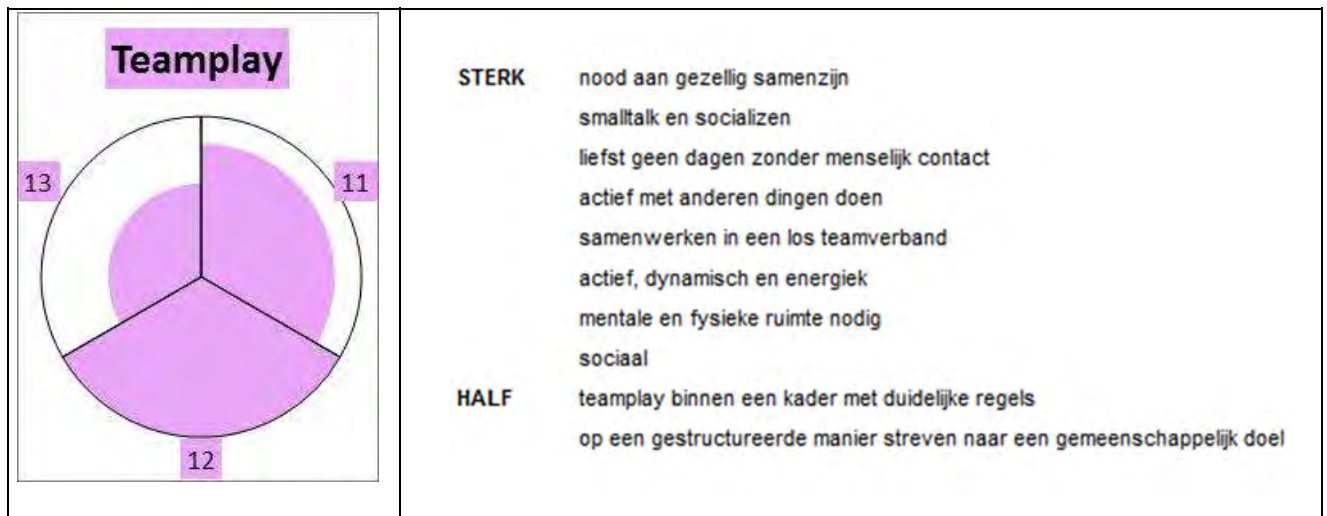 Teamplay
13
11
12
STERK nood aan gezellig samenzijn
smalltalk en socializen
liefst geen dagen zonder menselijk contact
actief met anderen dingen doen
samenwerken in een los teamverband
actief, dynamisch en energiek
mentale en fysieke ruimte nodig
sociaal
HALF teamplay binnen een kader met duidelijke regels
op een gestructureerde manier streven naar een gemeenschappelijk doel